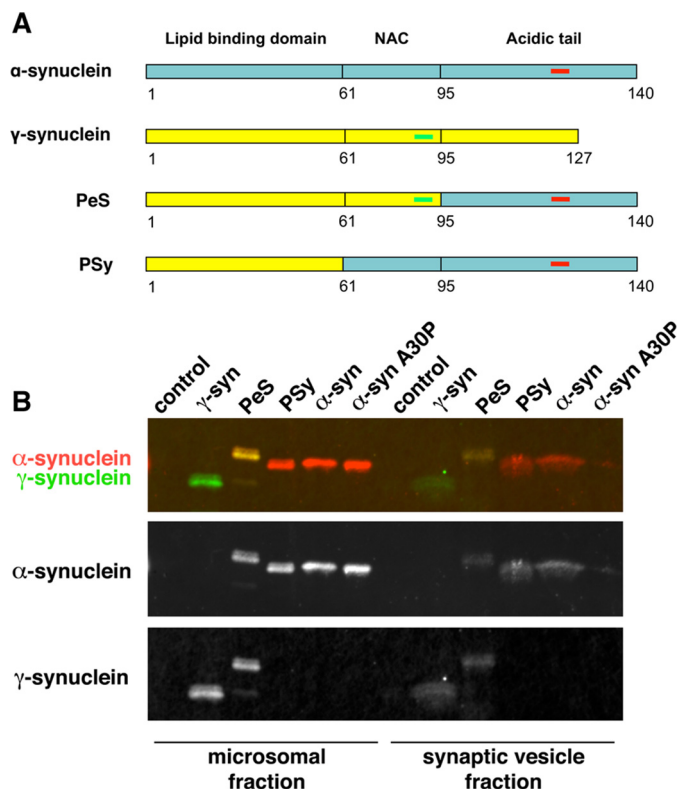 A
Lipid binding domain NAC Acidic tail
α-synuclein
1 61 95 140
γ-synuclein
1 61 95 127
PeS
1 61 95 140
PSy
1 61 95 140
B
control γ-syn PeS PSy α-syn α-syn A30P control γ-syn PeS PSy α-syn α-syn A30P
α-synuclein
γ-synuclein
α-synuclein
γ-synuclein
microsomal synaptic vesicle
fraction fraction